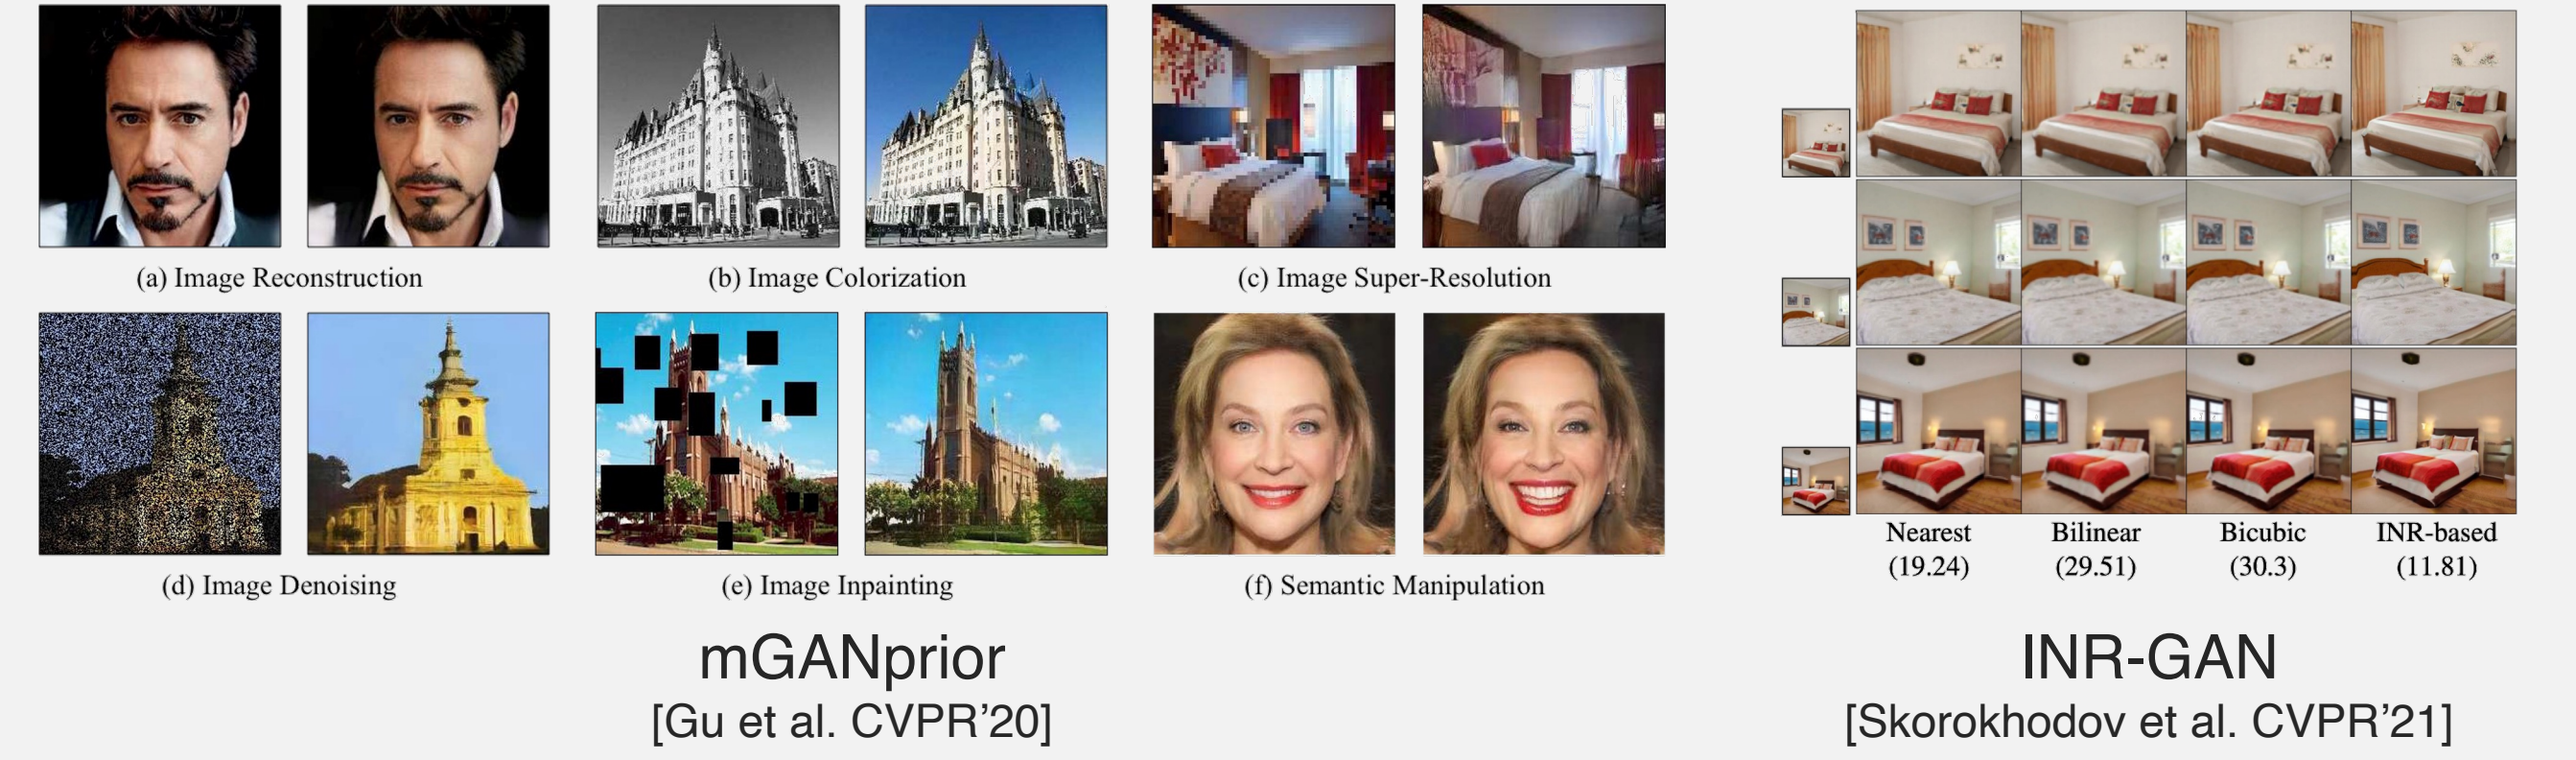 (a) Image Reconstruction
(b) Image Colorization
(c) Image Super-Resolution
(d) Image Denoising
(e) Image Inpainting
(f) Semantic Manipulation
mGANprior
[Gu et al. CVPR’20]
Nearest Bilinear Bicubic INR-based
(19.24) (29.51) (30.3) (11.81)
INR-GAN
[Skorokhodov et al. CVPR’21]